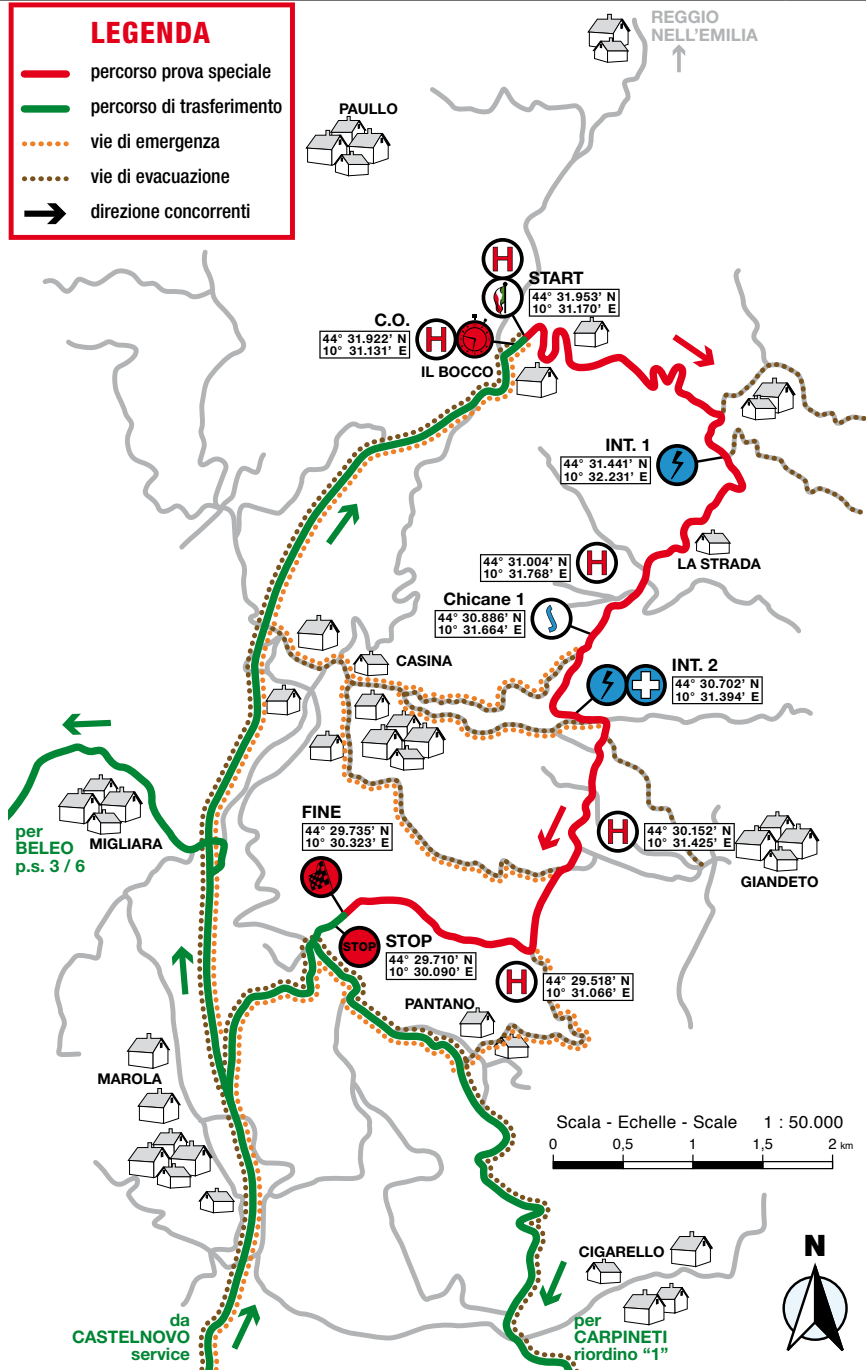 LEGENDA
percorso prova speciale
percorso di trasferimento
vie di emergenza
vie di evacuazione
direzione concorrenti
REGGIO
NELL'EMILIA
PAULLO
H
START
44° 31.953' N
10° 31.170' E
C.O.
44° 31.922' N
10° 31.131' E
H
IL BOCCO
INT. 1
44° 31.441' N
10° 32.231' E
LA STRADA
44° 31.004' N
10° 31.768' E
H
Chicane 1
44° 30.886' N
10° 31.664' E
CASINA
INT. 2
44° 30.702' N
10° 31.394' E
per
BELEO
p.s. 3 / 6
MIGLIARA
FINE
44° 29.735' N
10° 30.323' E
H
44° 30.152' N
10° 31.425' E
GIANDETO
STOP
STOP
44° 29.710' N
10° 30.090' E
H
44° 29.518' N
10° 31.066' E
PANTANO
MAROLA
Scala - Echelle - Scale 1 : 50.000
0 0,5 1 1,5 2 km
CIGARELLO
N
da
CASTELNOVO
service
per
CARPINETI
riordino “1”